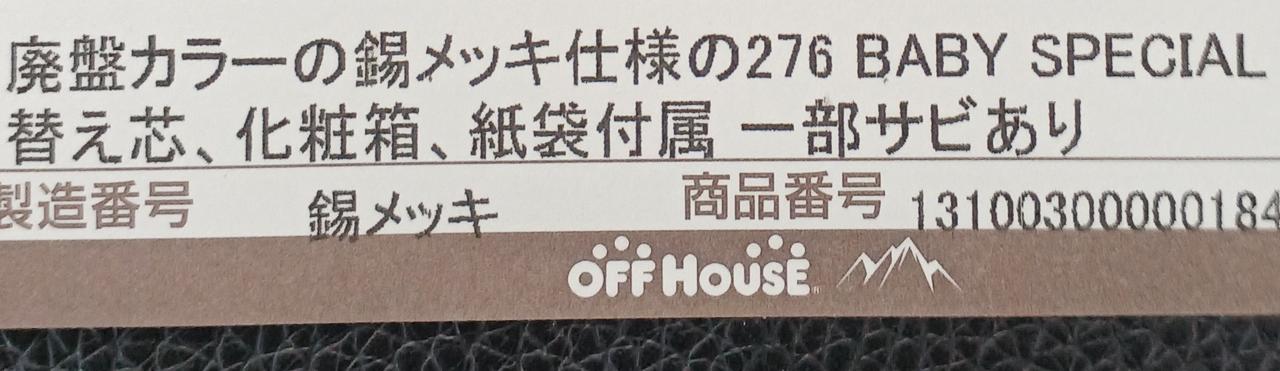 廃盤カラーの錫メッキ仕様の276 BABY SPECIAL
替え芯、化粧箱、紙袋付属 一部サビあり
製造番号 錫メッキ 商品番号 131003000000184
OFF HOUSE